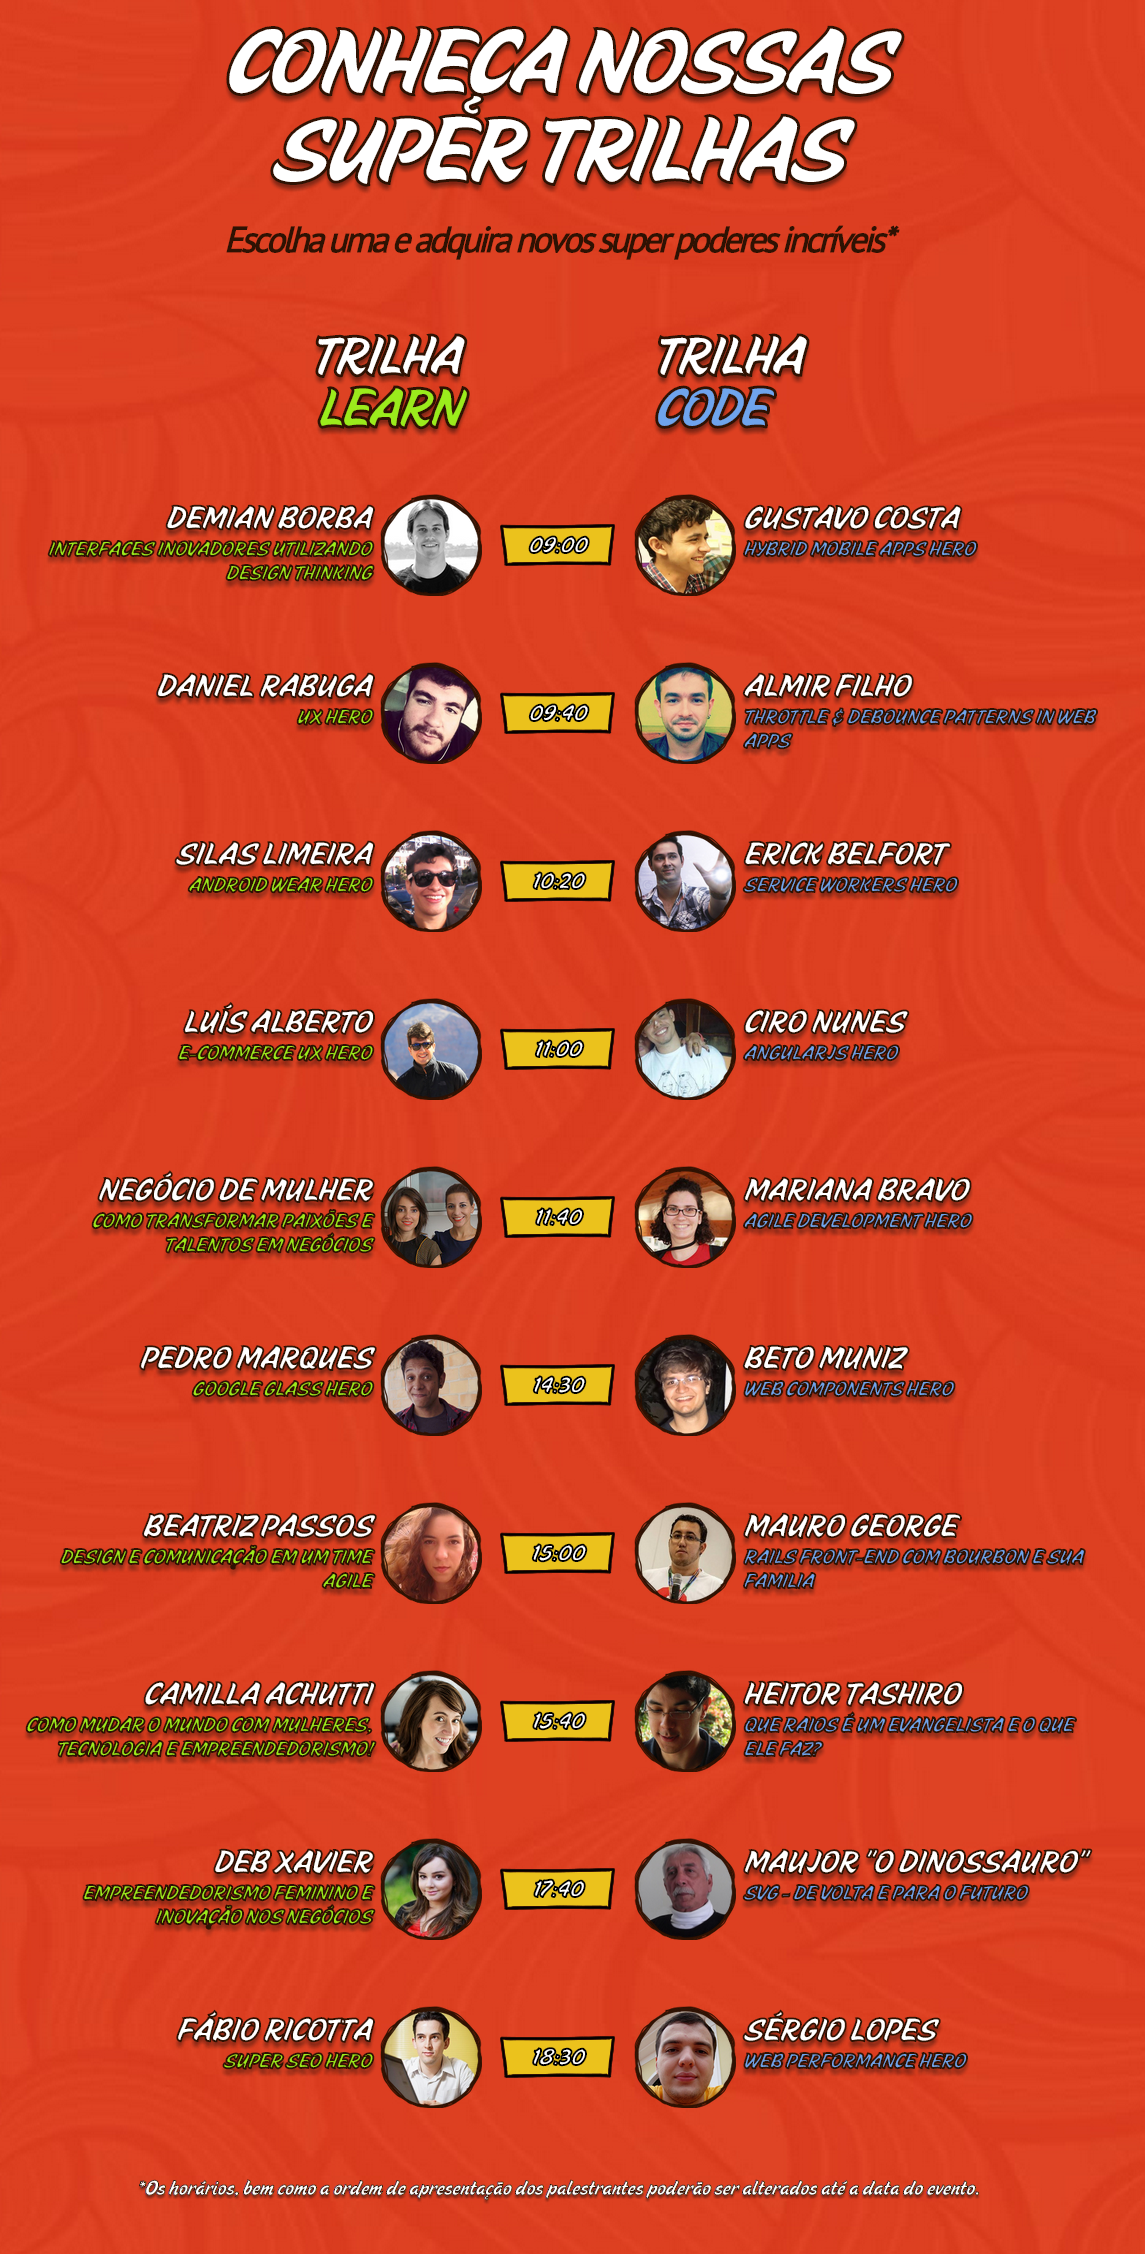 CONHEÇA NOSSAS
SUPER TRILHAS
Escolha uma e adquira novos super poderes incríveis*
TRILHA
LEARN
TRILHA
CODE
DEMIAN BORBA
INTERFACES INOVADORES UTILIZANDO
DESIGN THINKING
09:00
GUSTAVO COSTA
HYBRID MOBILE APPS HERO
DANIEL RABUGA
UX HERO
09:40
ALMIR FILHO
THROTTLE & DEBOUNCE PATTERNS IN WEB
APPS
SILAS LIMEIRA
ANDROID WEAR HERO
10:20
ERICK BELFORT
SERVICE WORKERS HERO
LUÍS ALBERTO
E-COMMERCE UX HERO
11:00
CIRO NUNES
ANGULARJS HERO
NEGÓCIO DE MULHER
COMO TRANSFORMAR PAIXÕES E
TALENTOS EM NEGÓCIOS
11:40
MARIANA BRAVO
AGILE DEVELOPMENT HERO
PEDRO MARQUES
GOOGLE GLASS HERO
14:30
BETO MUNIZ
WEB COMPONENTS HERO
BEATRIZ PASSOS
DESIGN E COMUNICAÇÃO EM UM TIME
AGILE
15:00
MAURO GEORGE
RAILS FRONT-END COM BOURBON E SUA
FAMILIA
CAMILLA ACHUTTI
COMO MUDAR O MUNDO COM MULHERES,
TECNOLOGIA E EMPREENDEDORISMO!
15:40
HEITOR TASHIRO
QUE RAIOS É UM EVANGELISTA E O QUE
ELE FAZ?
DEB XAVIER
EMPREENDEDORISMO FEMININO E
INOVAÇÃO NOS NEGÓCIOS
17:40
MAUJOR "O DINOSSAURO"
SVG - DE VOLTA E PARA O FUTURO
FÁBIO RICOTTA
SUPER SEO HERO
18:30
SÉRGIO LOPES
WEB PERFORMANCE HERO
*Os horários, bem como a ordem de apresentação dos palestrantes poderão ser alterados até a data do evento.